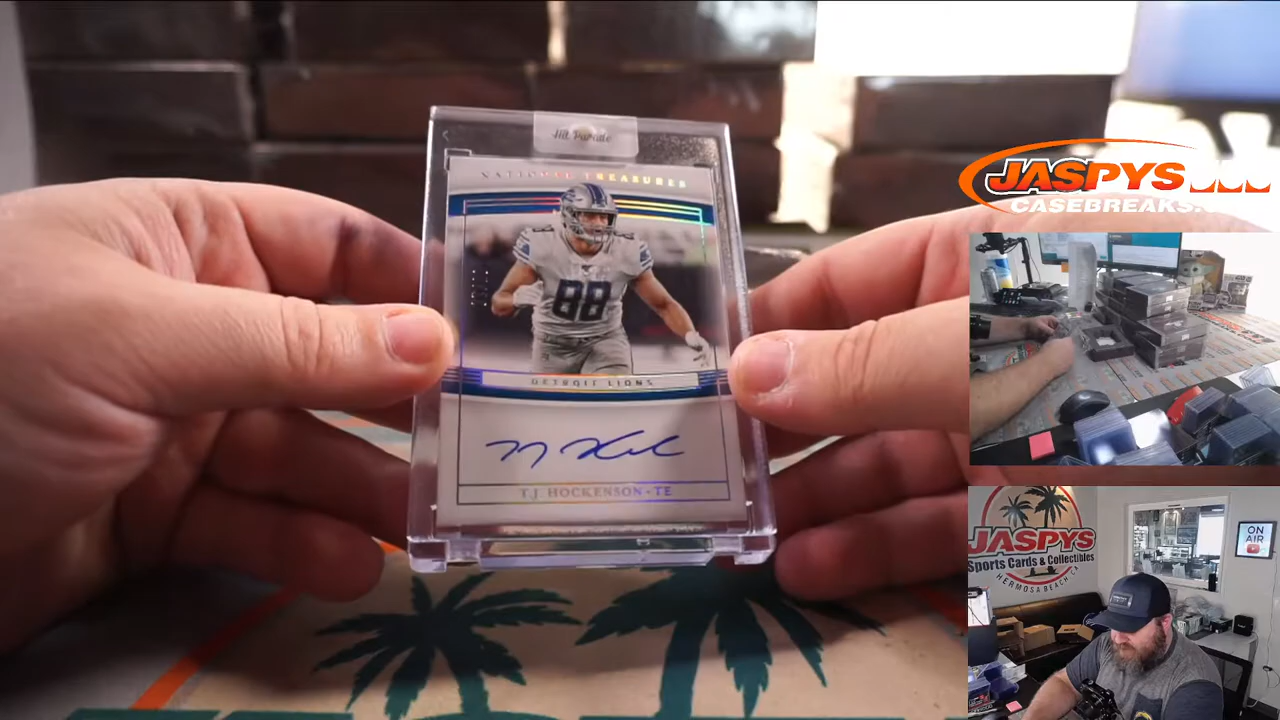 Hit Parade
NATIONAL TREASURES
88
DETROIT LIONS
T.J. HOCKENSON - TE
JASPYS
CASEBREAKS.
JASPYS
Sports Cards & Collectibles
HERMOSA BEACH CA
ON
AIR